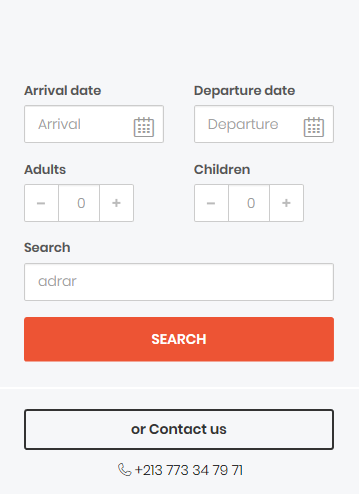 Arrival date Departure date
Arrival Departure
Adults Children
− 0 + − 0 +
Search
adrar
SEARCH
or Contact us
+213 773 34 79 71